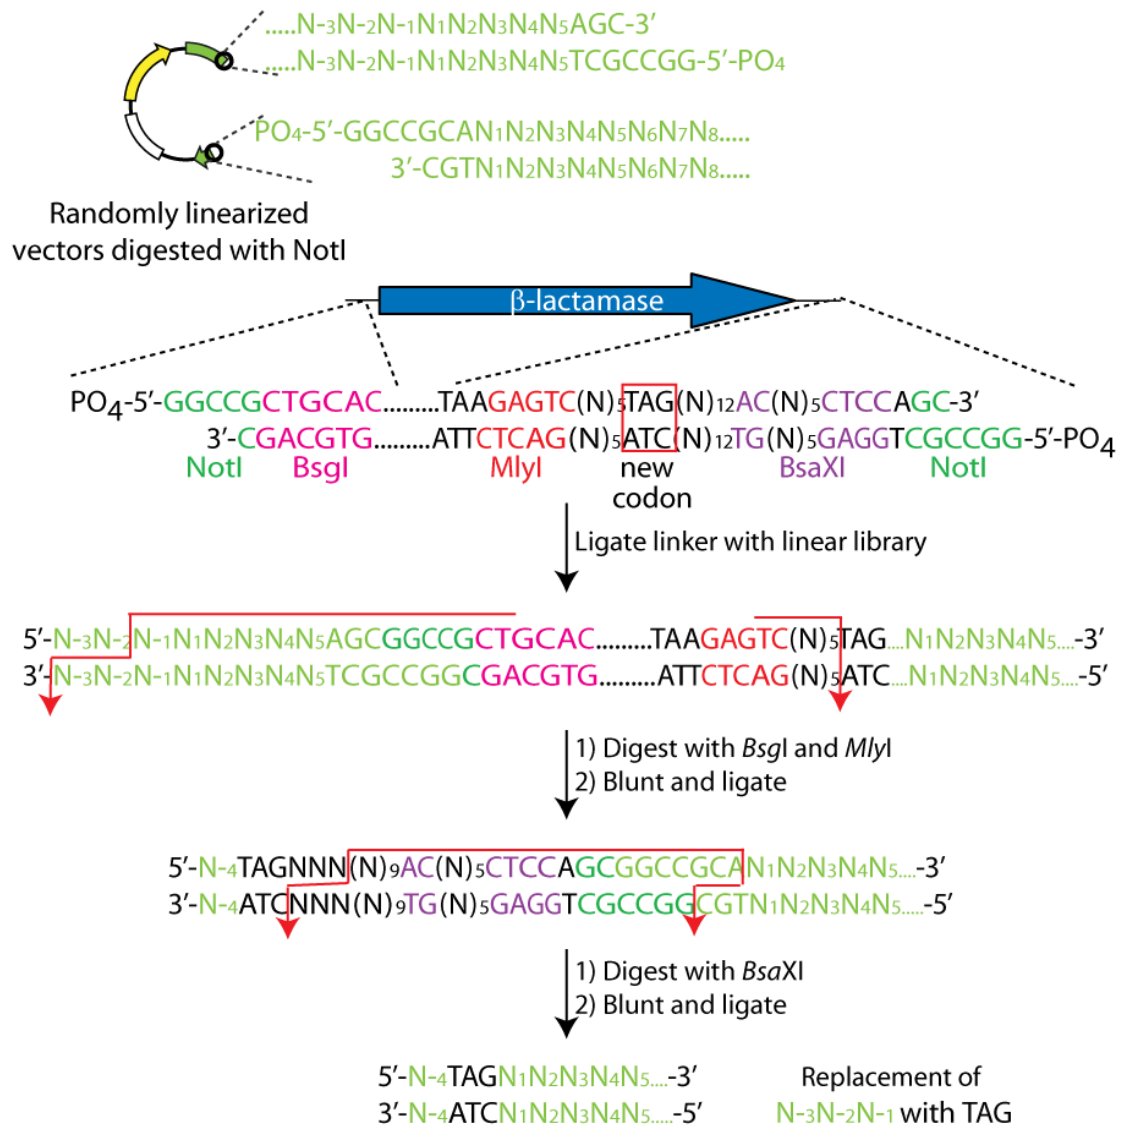 .....N-3N-2N-1N1N2N3N4N5AGC-3’
.....N-3N-2N-1N1N2N3N4N5TCGCCGG-5’-PO4
PO4-5’-GGCCGCAN1N2N3N4N5N6N7N8.....
3’-CGTN1N2N3N4N5N6N7N8.....
Randomly linearized
vectors digested with NotI
β-lactamase
PO4-5’-GGCCGCTGCAC.........TAAGAGTC(N)5TAG(N)12AC(N)5CTCCAGC-3’
3’-CGACGTG.........ATTCTCAG(N)5ATC(N)12TG(N)5GAGGTCGCCGG-5’-PO4
NotI BsgI MlyI new BsaXI NotI
codon
Ligate linker with linear library
5’-N-3N-2N-1N1N2N3N4N5AGCGGCCGCTGCAC.........TAAGAGTC(N)5TAG....N1N2N3N4N5....-3’
3’-N-3N-2N-1N1N2N3N4N5TCGCCGGCGACGTG.........ATTCTCAG(N)5ATC....N1N2N3N4N5....-5’
1) Digest with BsgI and MlyI
2) Blunt and ligate
5’-N-4TAGNNN(N)9AC(N)5CTCCAGCGGCCGCAN1N2N3N4N5....-3’
3’-N-4ATCNNN(N)9TG(N)5GAGGTCGCCGGCGTN1N2N3N4N5.....-5’
1) Digest with BsaXI
2) Blunt and ligate
5’-N-4TAGN1N2N3N4N5....-3’
3’-N-4ATCN1N2N3N4N5.....-5’
Replacement of
N-3N-2N-1 with TAG